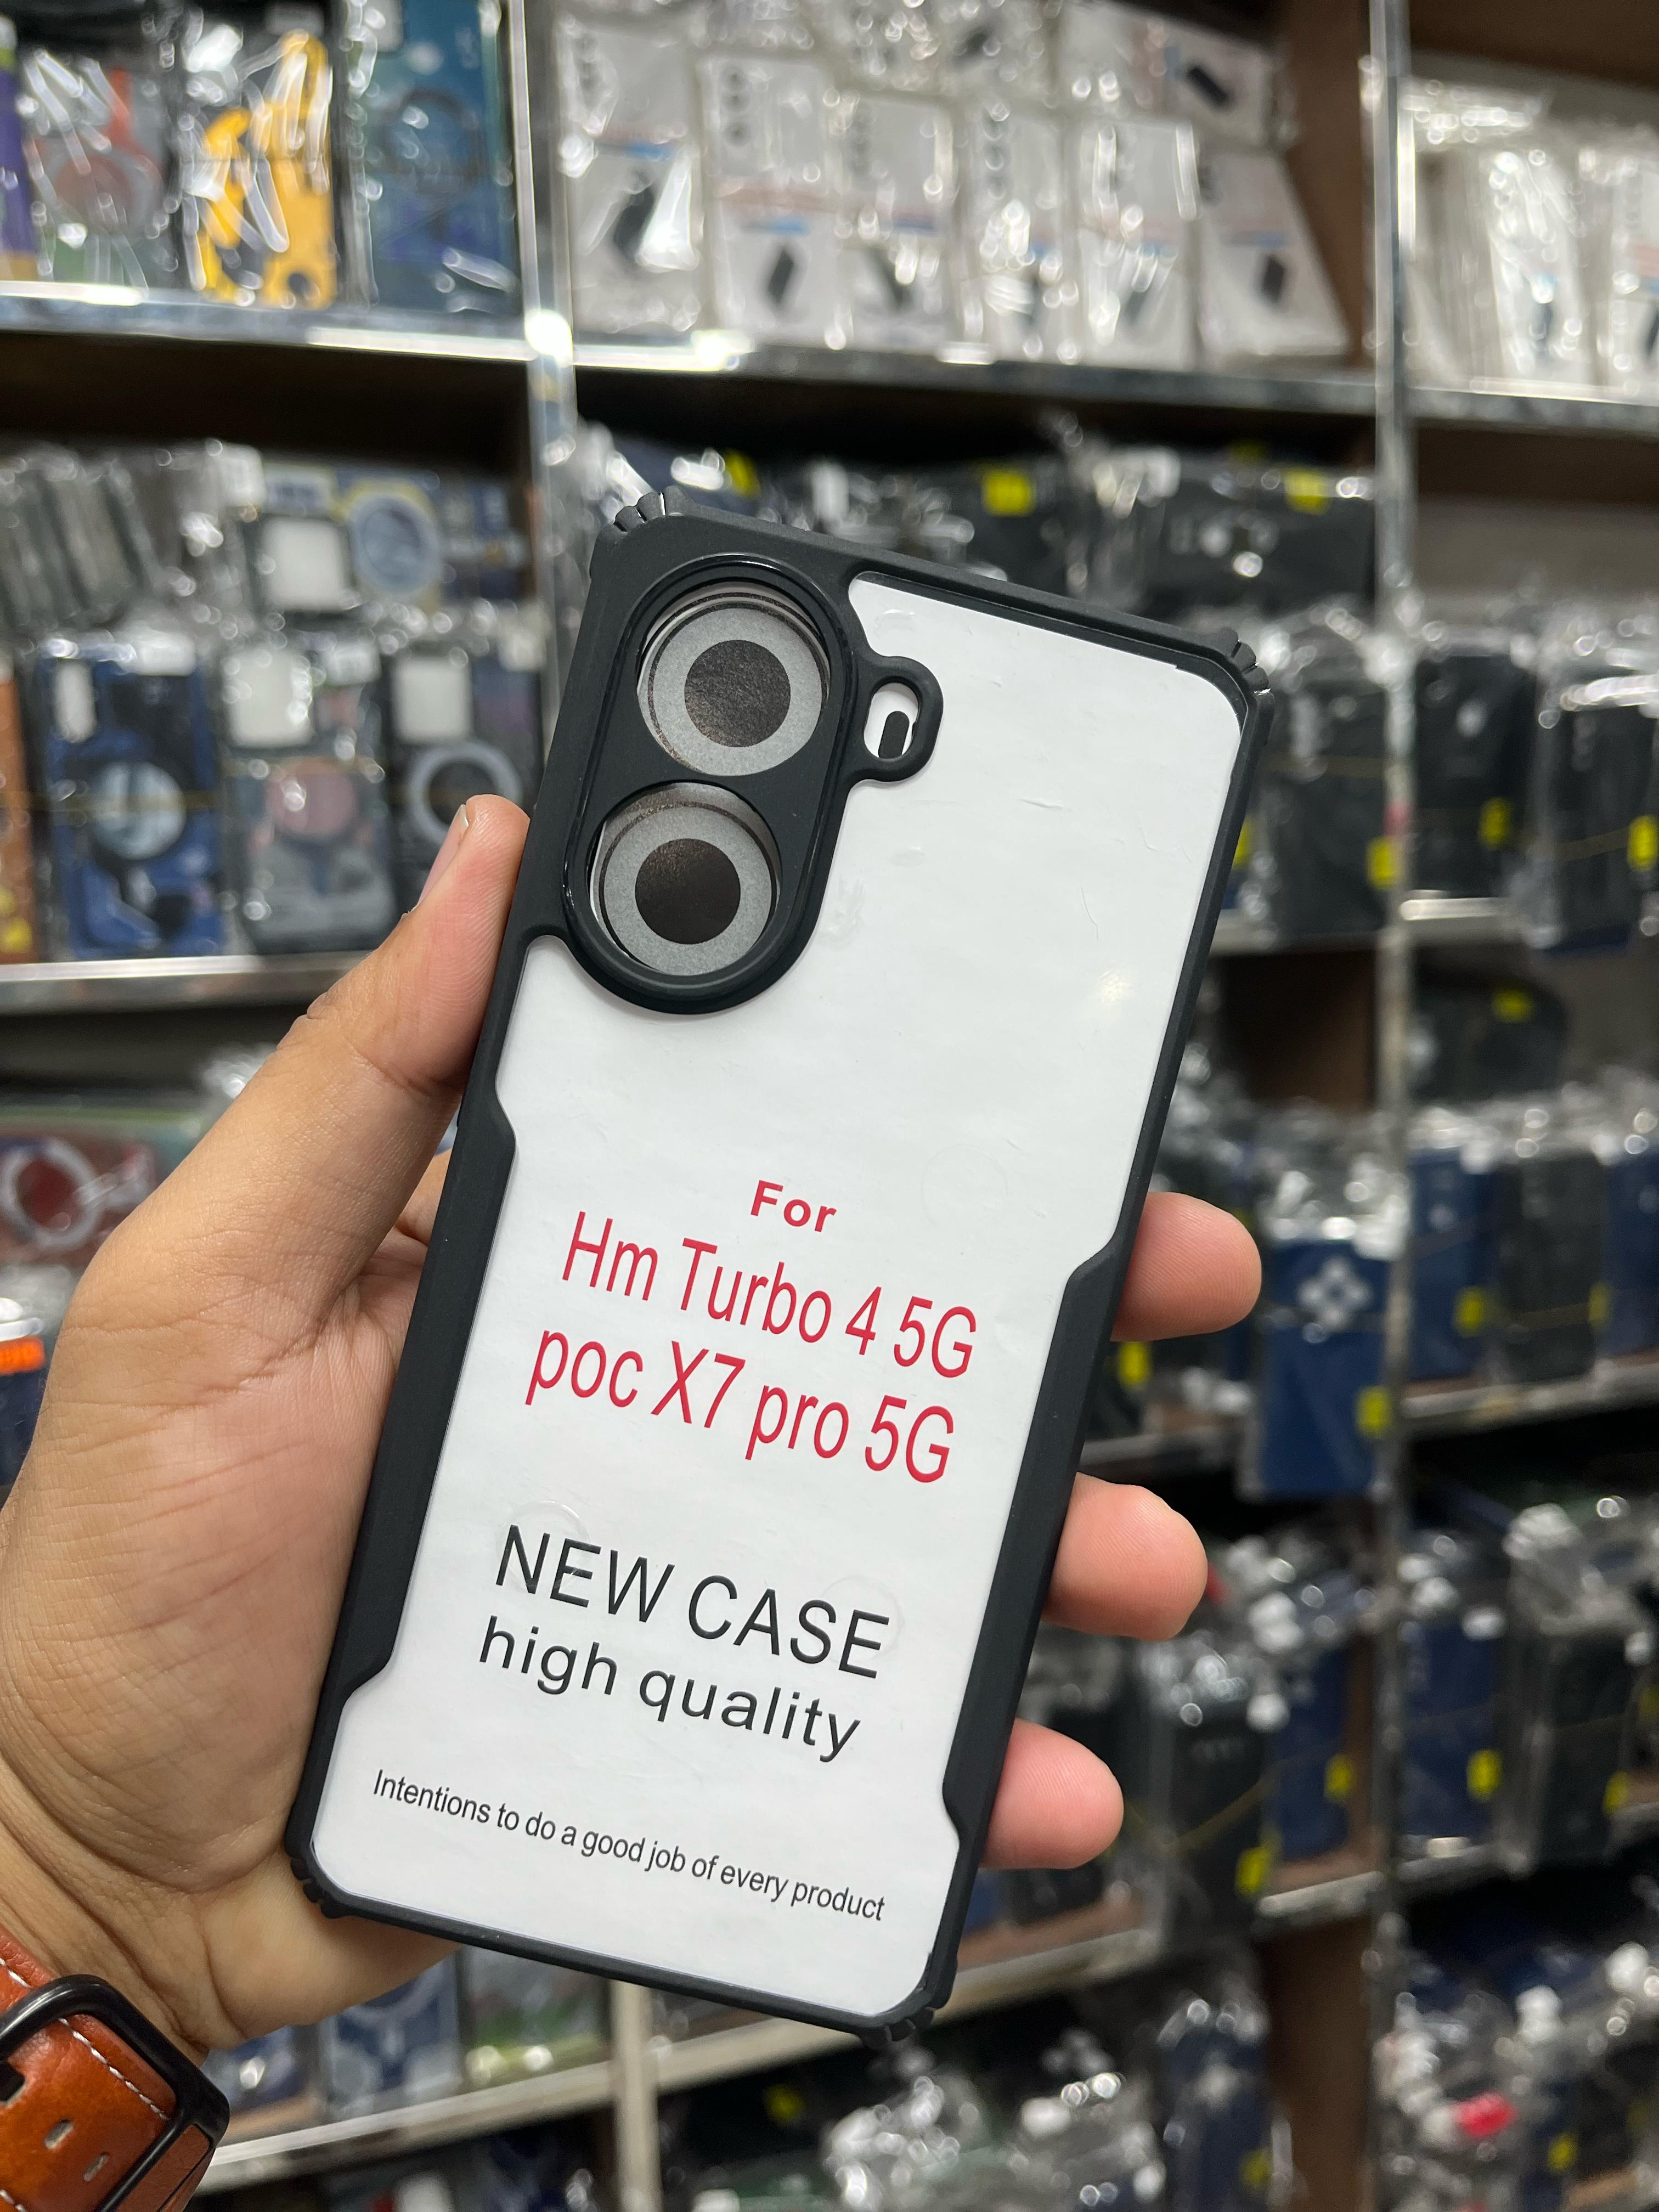 For
Hm Turbo 4 5G
poc X7 pro 5G
NEW CASE
high quality
Intentions to do a good job of every product